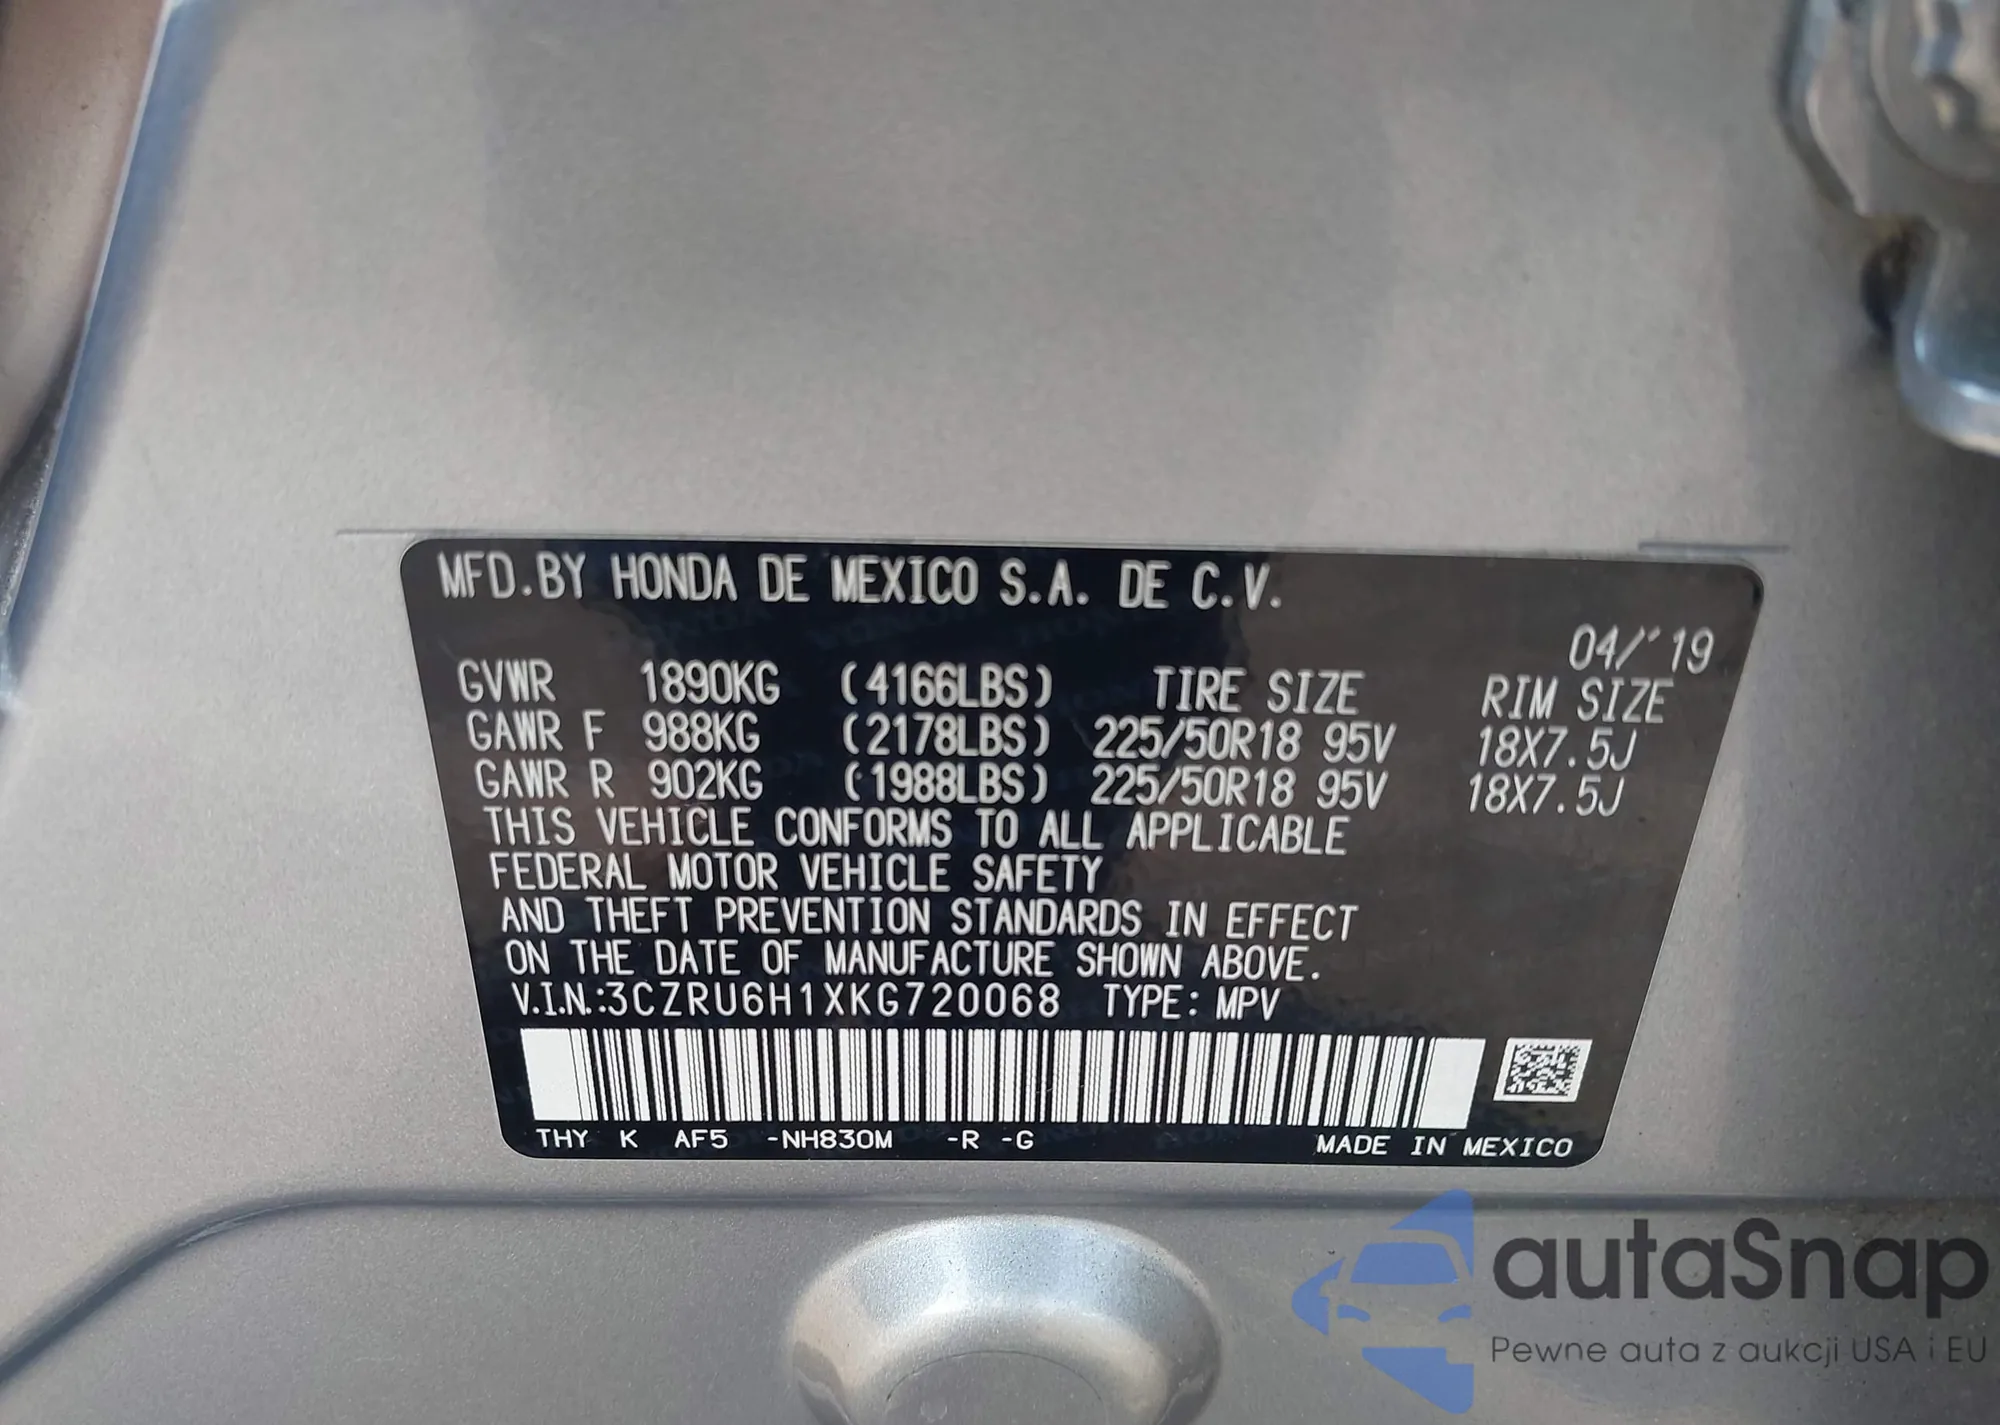 MFD.BY HONDA DE MEXICO S.A. DE C.V.
04/'19
GVWR 1890KG (4166LBS) TIRE SIZE RIM SIZE
GAWR F 988KG (2178LBS) 225/50R18 95V 18X7.5J
GAWR R 902KG (1988LBS) 225/50R18 95V 18X7.5J
THIS VEHICLE CONFORMS TO ALL APPLICABLE
FEDERAL MOTOR VEHICLE SAFETY
AND THEFT PREVENTION STANDARDS IN EFFECT
ON THE DATE OF MANUFACTURE SHOWN ABOVE.
V.I.N.:3CZRU6H1XKG720068 TYPE: MPV
THY K AF5 -NH830M -R -G MADE IN MEXICO
autaSnap
Pewne auta z aukcji USA i EU